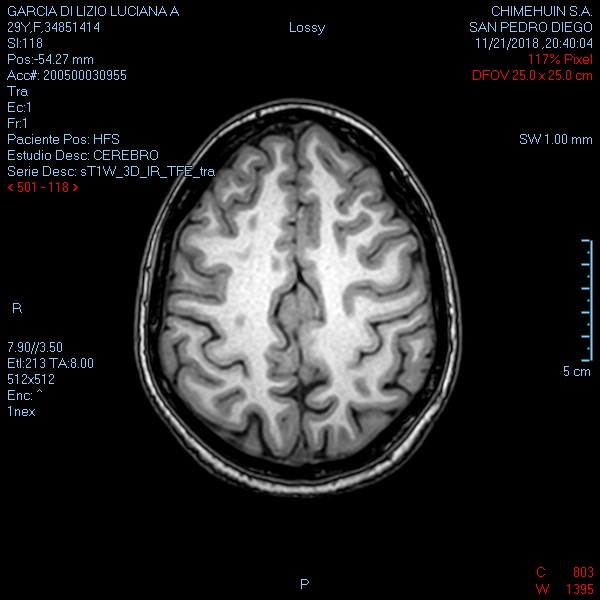 GARCIA DI LIZIO LUCIANA A
29Y,F,34851414
Sl:118
Pos:-54.27 mm
Acc#: 200500030955
Tra
Ec:1
Fr:1
Paciente Pos: HFS
Estudio Desc: CEREBRO
Serie Desc: sT1W_3D_IR_TFE_tra
< 501 - 118 >
Lossy
CHIMEHUIN S.A.
SAN PEDRO DIEGO
11/21/2018 ,20:40:04
117% Pixel
DFOV 25.0 x 25.0 cm
SW 1.00 mm
R
7.90//3.50
Etl:213 TA:8.00
512x512
Enc: ^
1nex
5 cm
P
C 803
W 1395